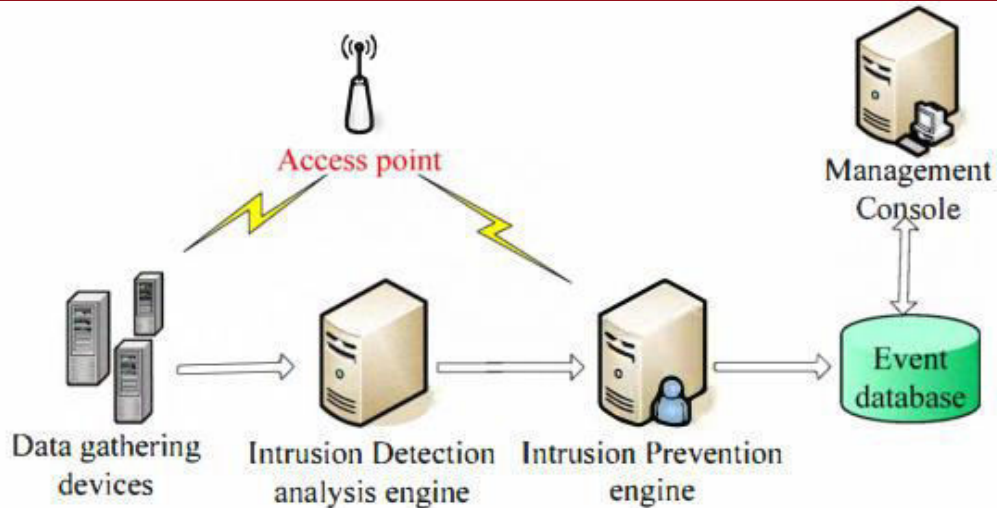 Access point
Management
Console
Event
database
Data gathering
devices
Intrusion Detection
analysis engine
Intrusion Prevention
engine